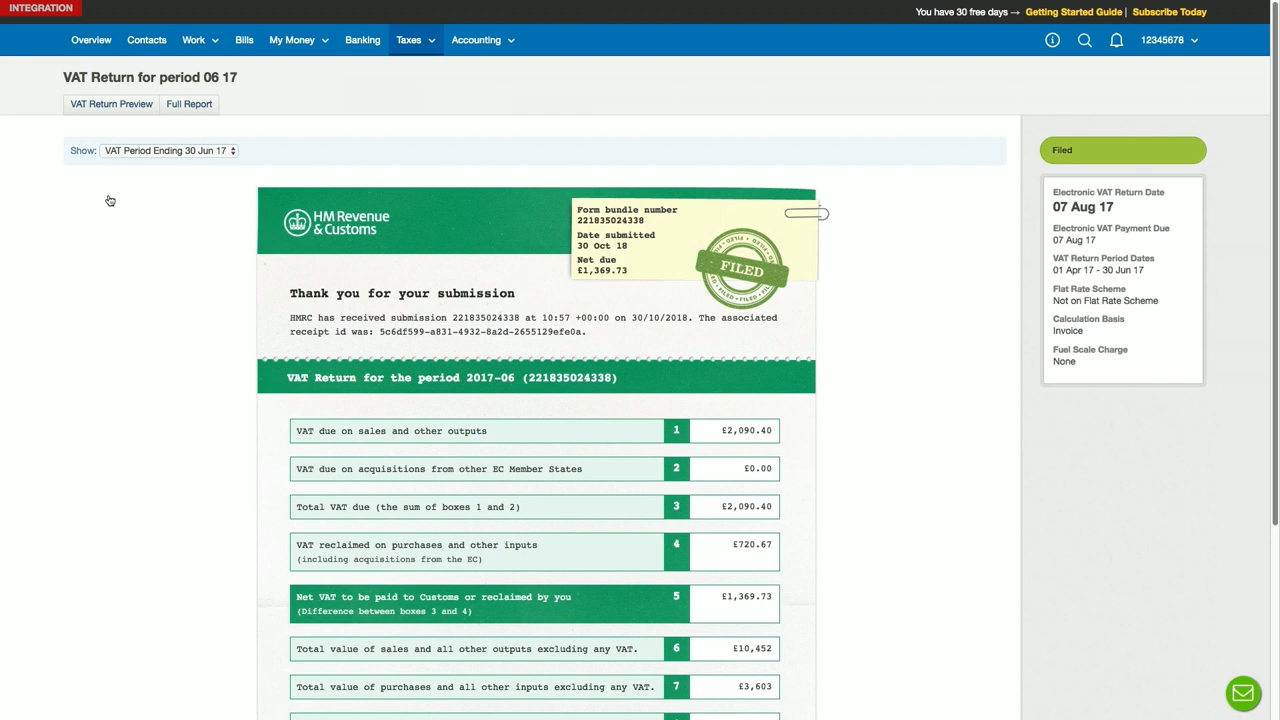 INTEGRATION
You have 30 free days → Getting Started Guide | Subscribe Today
Overview Contacts Work Bills My Money Banking Taxes Accounting 12345678
VAT Return for period 06 17
VAT Return Preview Full Report
Show: VAT Period Ending 30 Jun 17
HM Revenue
& Customs
Form bundle number
221835024338
Date submitted
30 Oct 18
Net due
£1,369.73
FILED
Thank you for your submission
HMRC has received submission 221835024338 at 10:57 +00:00 on 30/10/2018. The associated
receipt id was: 5c6df599-a831-4932-8a2d-2655129efe0a.
VAT Return for the period 2017-06 (221835024338)
VAT due on sales and other outputs 1 £2,090.40
VAT due on acquisitions from other EC Member States 2 £0.00
Total VAT due (the sum of boxes 1 and 2) 3 £2,090.40
VAT reclaimed on purchases and other inputs 4 £720.67
(including acquisitions from the EC)
Net VAT to be paid to Customs or reclaimed by you 5 £1,369.73
(Difference between boxes 3 and 4)
Total value of sales and all other outputs excluding any VAT. 6 £10,452
Total value of purchases and all other inputs excluding any VAT. 7 £3,603
Filed
Electronic VAT Return Date
07 Aug 17
Electronic VAT Payment Due
07 Aug 17
VAT Return Period Dates
01 Apr 17 - 30 Jun 17
Flat Rate Scheme
Not on Flat Rate Scheme
Calculation Basis
Invoice
Fuel Scale Charge
None